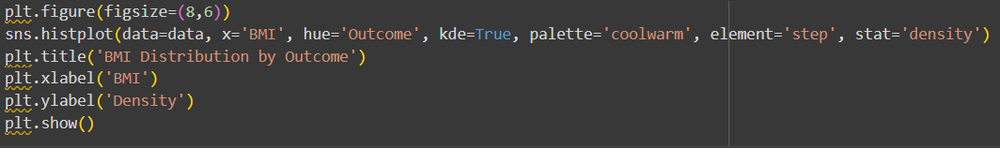 plt.figure(figsize=(8,6))
sns.histplot(data=data, x='BMI', hue='Outcome', kde=True, palette='coolwarm', element='step', stat='density')
plt.title('BMI Distribution by Outcome')
plt.xlabel('BMI')
plt.ylabel('Density')
plt.show()